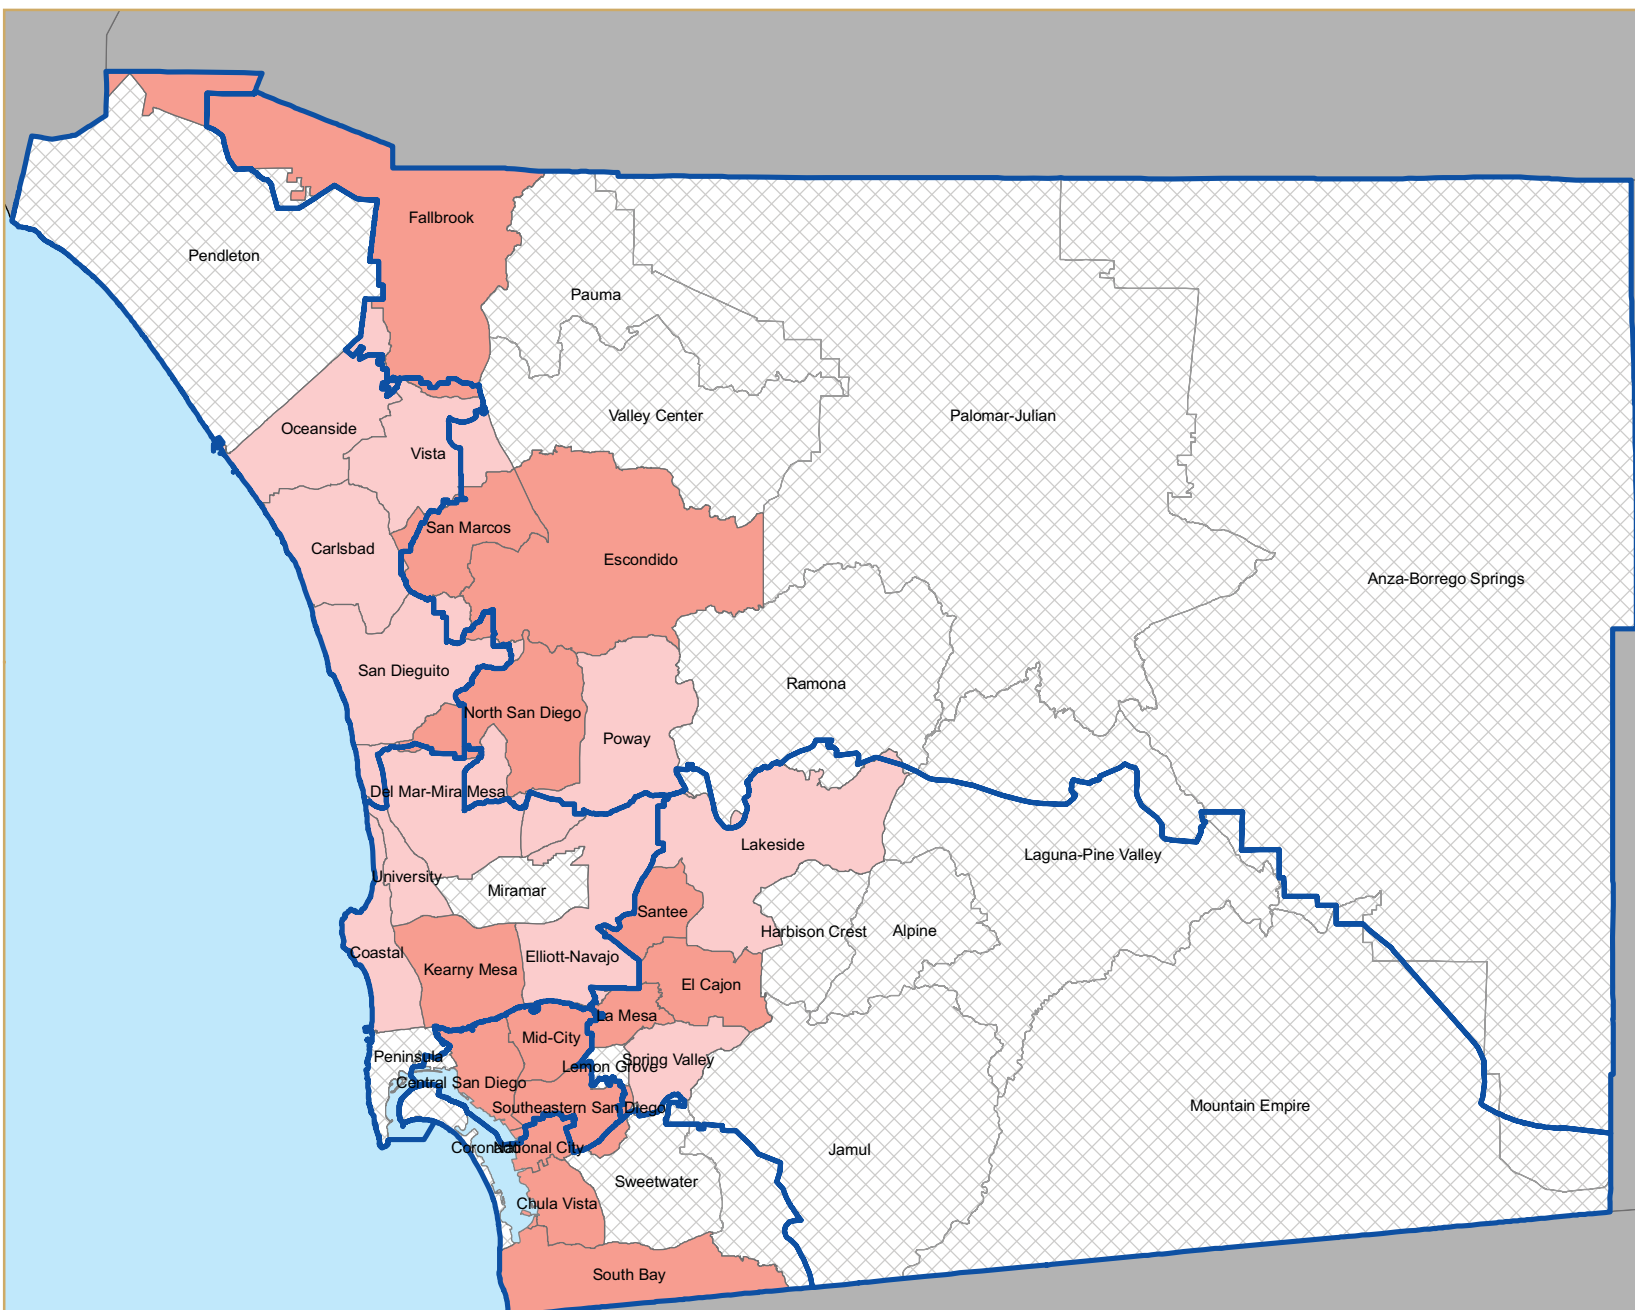 Fallbrook
Pendleton
Pauma
Valley Center
Palomar-Julian
Oceanside
Vista
San Marcos
Carlsbad
Escondido
Anza-Borrego Springs
San Dieguito
Ramona
North San Diego
Poway
Del Mar-Mira Mesa
Lakeside
Laguna-Pine Valley
University
Miramar
Santee
Harbison Crest
Alpine
Coastal
Elliott-Navajo
Kearny Mesa
El Cajon
La Mesa
Mid-City
Peninsula
Lemon Grove
Spring Valley
Central San Diego
Southeastern San Diego
Mountain Empire
Coronado
National City
Jamul
Sweetwater
Chula Vista
South Bay